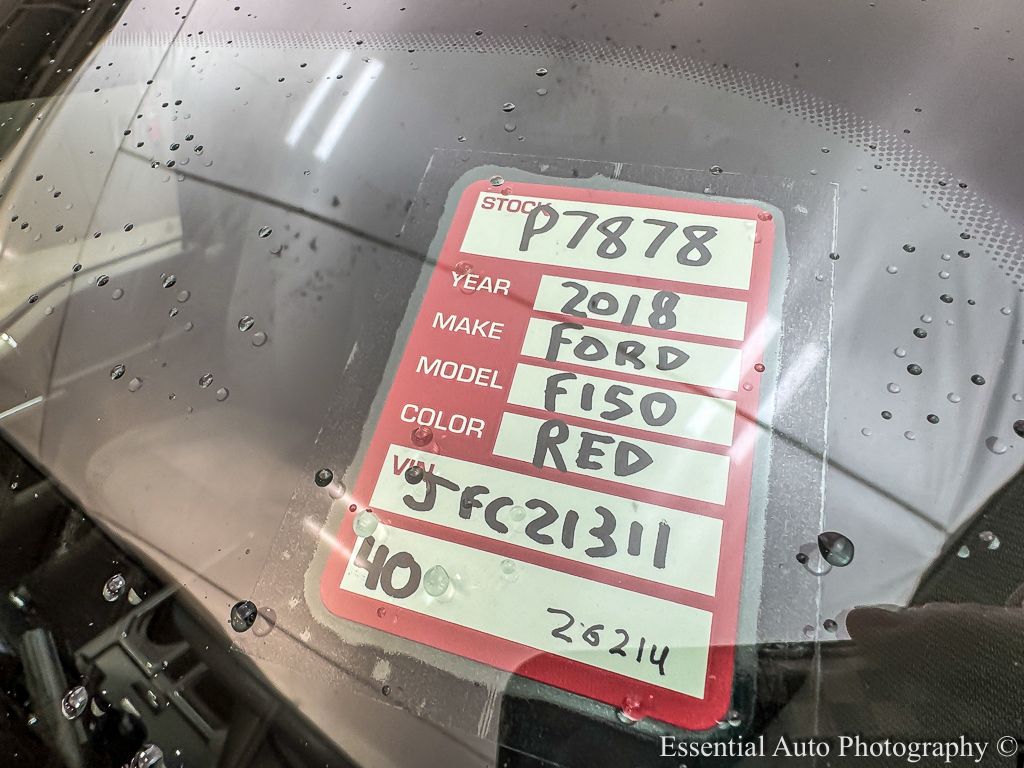 STOCK P7878
YEAR 2018
MAKE FORD
MODEL F150
COLOR RED
VIN JFC21311
40
26214
Essential Auto Photography ©